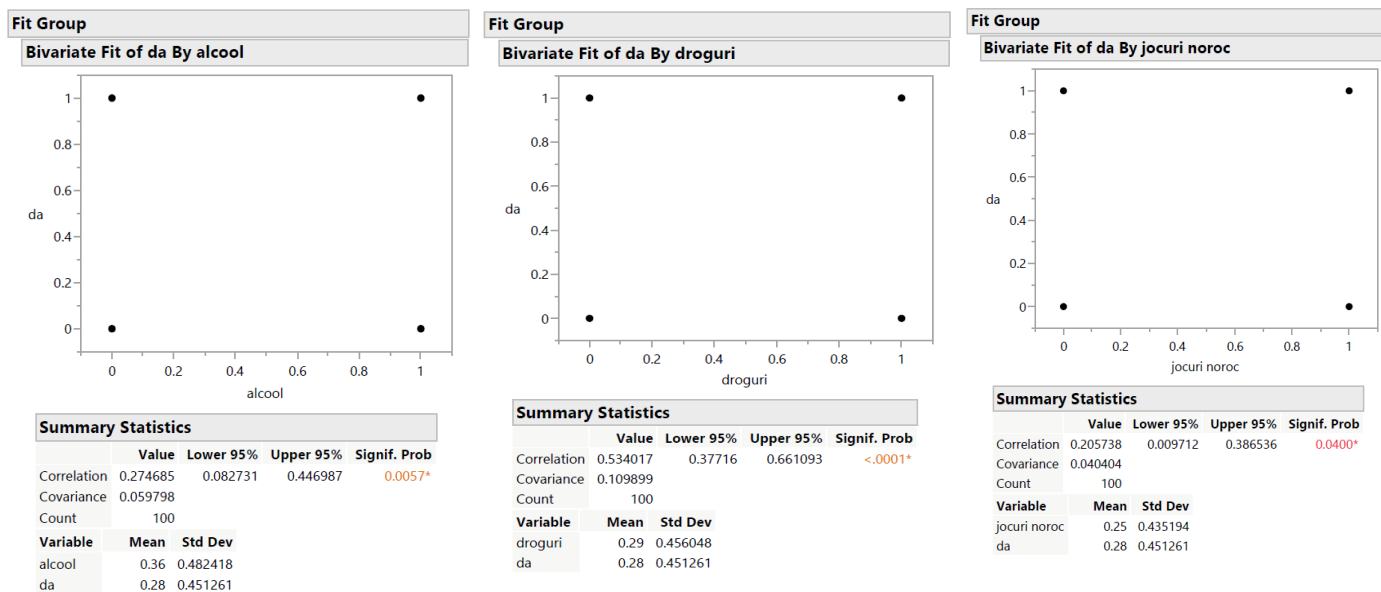 Fit Group
Bivariate Fit of da By alcool
1
0.8
0.6
da
0.4
0.2
0
0 0.2 0.4 0.6 0.8 1
alcool
Summary Statistics
Value Lower 95% Upper 95% Signif. Prob
Correlation 0.274685 0.082731 0.446987 0.0057*
Covariance 0.059798
Count 100
Variable Mean Std Dev
alcool 0.36 0.482418
da 0.28 0.451261
Fit Group
Bivariate Fit of da By droguri
1
0.8
0.6
da
0.4
0.2
0
0 0.2 0.4 0.6 0.8 1
droguri
Summary Statistics
Value Lower 95% Upper 95% Signif. Prob
Correlation 0.534017 0.37716 0.661093 <.0001*
Covariance 0.109899
Count 100
Variable Mean Std Dev
droguri 0.29 0.456048
da 0.28 0.451261
Fit Group
Bivariate Fit of da By jocuri noroc
1
0.8
0.6
da
0.4
0.2
0
0 0.2 0.4 0.6 0.8 1
jocuri noroc
Summary Statistics
Value Lower 95% Upper 95% Signif. Prob
Correlation 0.205738 0.009712 0.386536 0.0400*
Covariance 0.040404
Count 100
Variable Mean Std Dev
jocuri noroc 0.25 0.435194
da 0.28 0.451261